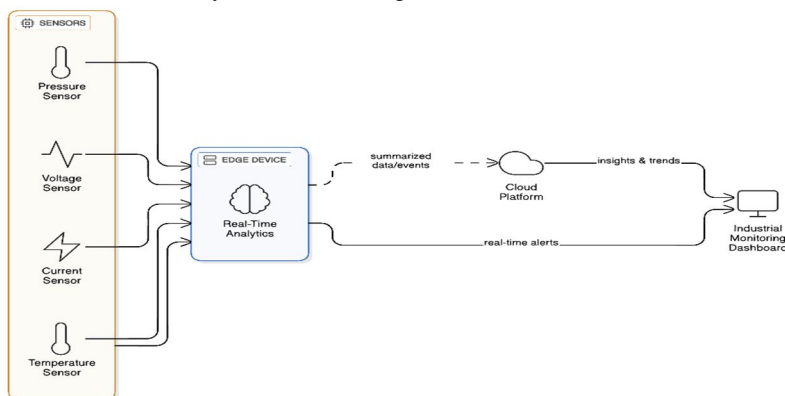 SENSORS
Pressure
Sensor
Voltage
Sensor
Current
Sensor
Temperature
Sensor
EDGE DEVICE
Real-Time
Analytics
summarized
data/events
Cloud
Platform
insights & trends
real-time alerts
Industrial
Monitoring
Dashboard